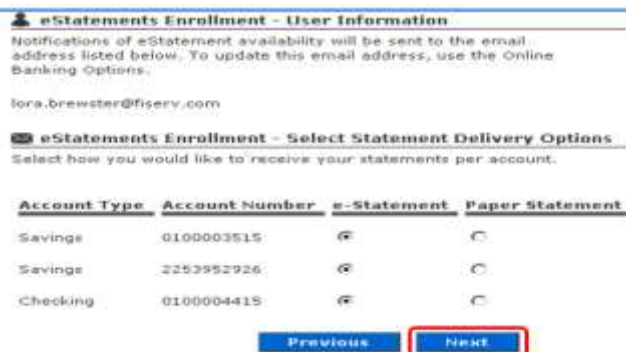 eStatements Enrollment - User Information
Notifications of eStatement availability will be sent to the email
address listed below. To update this email address, use the Online
Banking Options.
lora.brewster@fiserv.com
eStatements Enrollment - Select Statement Delivery Options
Select how you would like to receive your statements per account.
Account Type Account Number e-Statement Paper Statement
Savings 0100003515
Savings 2253952926
Checking 0100004415
Previous Next